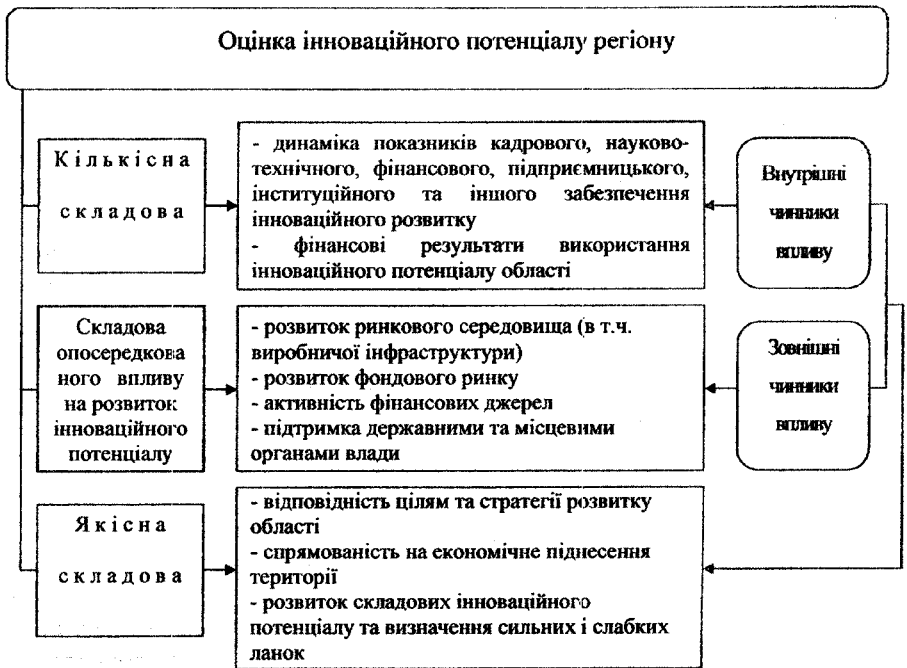 Оцінка інноваційного потенціалу регіону
Кількісна
складова
- динаміка показників кадрового, науково-
технічного, фінансового, підприємницького,
інституційного та іншого забезпечення
інноваційного розвитку
- фінансові результати використання
інноваційного потенціалу області
Внутрішні
чинники
впливу
Складова
опосередкова
ного впливу
на розвиток
інноваційного
потенціалу
- розвиток ринкового середовища (в т.ч.
виробничої інфраструктури)
- розвиток фондового ринку
- активність фінансових джерел
- підтримка державними та місцевими
органами влади
Зовнішні
чинники
впливу
Якісна
складова
- відповідність цілям та стратегії розвитку
області
- спрямованість на економічне піднесення
території
- розвиток складових інноваційного
потенціалу та визначення сильних і слабких
ланок